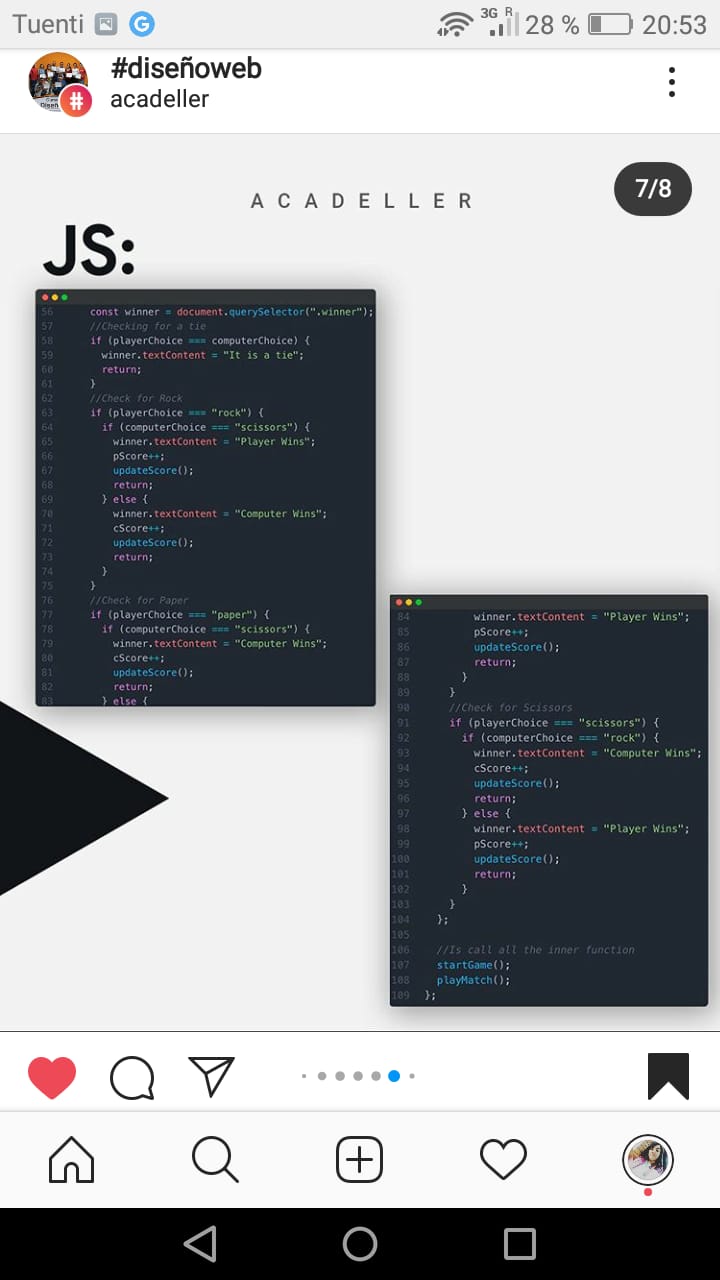 Tuenti
3G R 28 % 20:53
#diseñoweb
acadeller
7/8
ACADELLER
JS:
56 const winner = document.querySelector(".winner");
57 //Checking for a tie
58 if (playerChoice === computerChoice) {
59 winner.textContent = "It is a tie";
60 return;
61 }
62 //Check for Rock
63 if (playerChoice === "rock") {
64 if (computerChoice === "scissors") {
65 winner.textContent = "Player Wins";
66 pScore++;
67 updateScore();
68 return;
69 } else {
70 winner.textContent = "Computer Wins";
71 cScore++;
72 updateScore();
73 return;
74 }
75 }
76 //Check for Paper
77 if (playerChoice === "paper") {
78 if (computerChoice === "scissors") {
79 winner.textContent = "Computer Wins";
80 cScore++;
81 updateScore();
82 return;
83 } else {
84 winner.textContent = "Player Wins";
85 pScore++;
86 updateScore();
87 return;
88 }
89 }
90 //Check for Scissors
91 if (playerChoice === "scissors") {
92 if (computerChoice === "rock") {
93 winner.textContent = "Computer Wins";
94 cScore++;
95 updateScore();
96 return;
97 } else {
98 winner.textContent = "Player Wins";
99 pScore++;
100 updateScore();
101 return;
102 }
103 }
104 };
105
106 //Is call all the inner function
107 startGame();
108 playMatch();
109 };